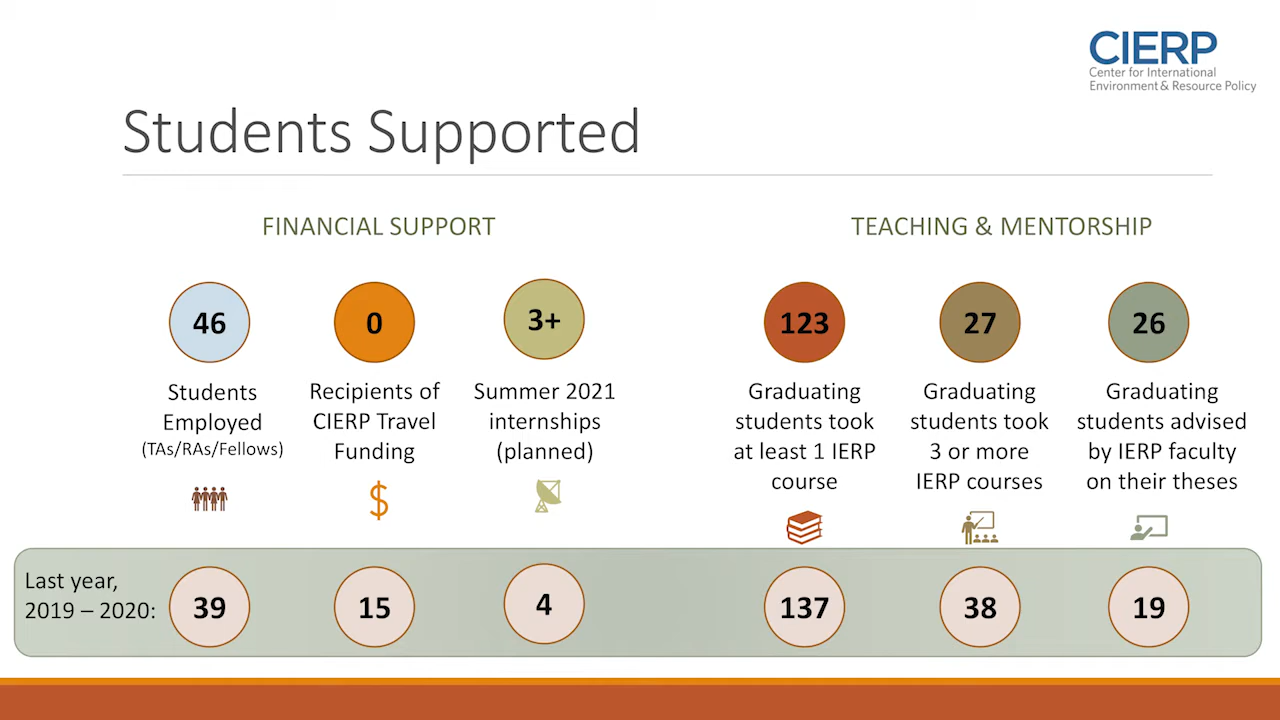 CIERP
Center for International
Environment & Resource Policy
Students Supported
FINANCIAL SUPPORT
46
Students
Employed
(TAs/RAs/Fellows)
0
Recipients of
CIERP Travel
Funding
$
3+
Summer 2021
internships
(planned)
TEACHING & MENTORSHIP
123
Graduating
students took
at least 1 IERP
course
27
Graduating
students took
3 or more
IERP courses
26
Graduating
students advised
by IERP faculty
on their theses
Last year,
2019 – 2020:
39
15
4
137
38
19